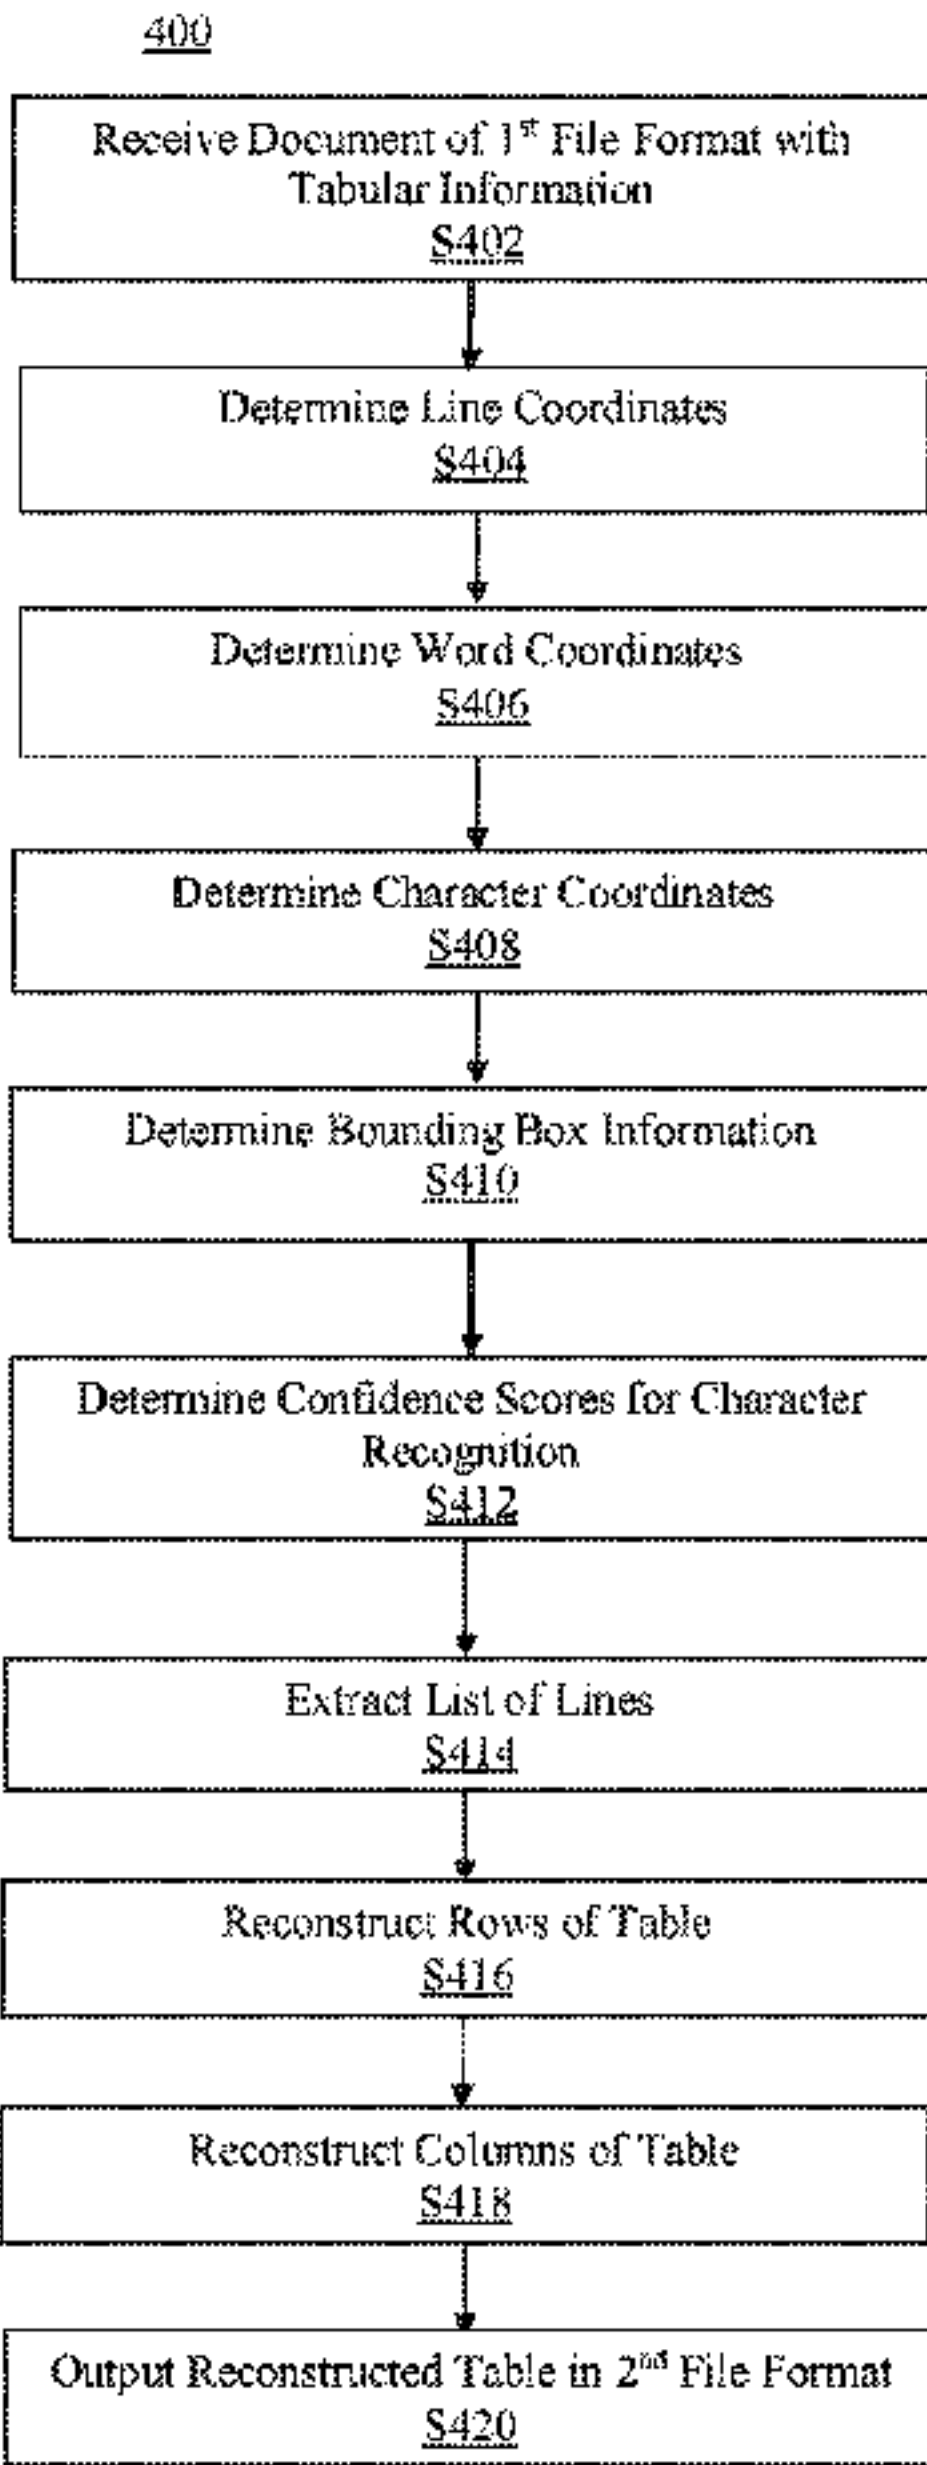 400
Receive Document of 1st File Format with
Tabular Information
S402
Determine Line Coordinates
S404
Determine Word Coordinates
S406
Determine Character Coordinates
S408
Determine Bounding Box Information
S410
Determine Confidence Scores for Character
Recognition
S412
Extract List of Lines
S414
Reconstruct Rows of Table
S416
Reconstruct Columns of Table
S418
Output Reconstructed Table in 2nd File Format
S420